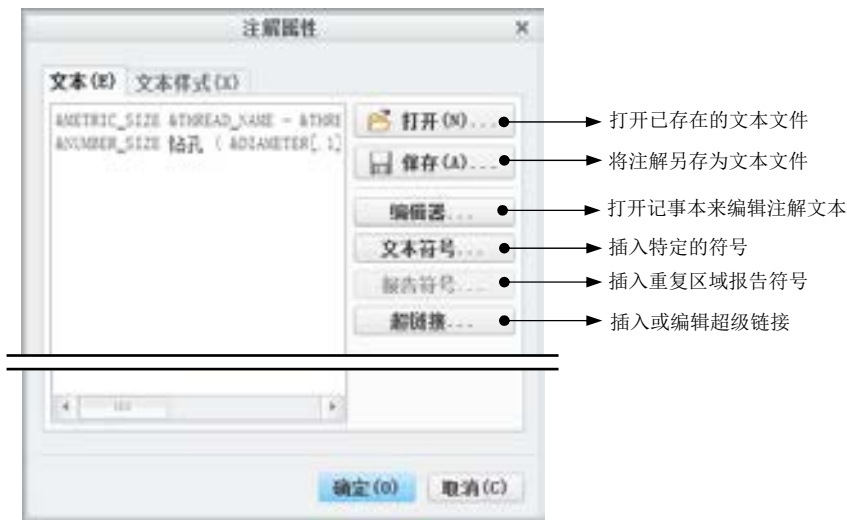 注解属性
文本(E) 文本样式(X)
&METRIC_SIZE &THREAD_NAME - &THRE
&NUMBER_SIZE 钻孔 ( &DIAMETER[.1]
打开(N)...
保存(A)...
编辑器...
文本符号...
报告符号...
超链接...
打开已存在的文本文件
将注解另存为文本文件
打开记事本来编辑注解文本
插入特定的符号
插入重复区域报告符号
插入或编辑超级链接
确定(O) 取消(C)